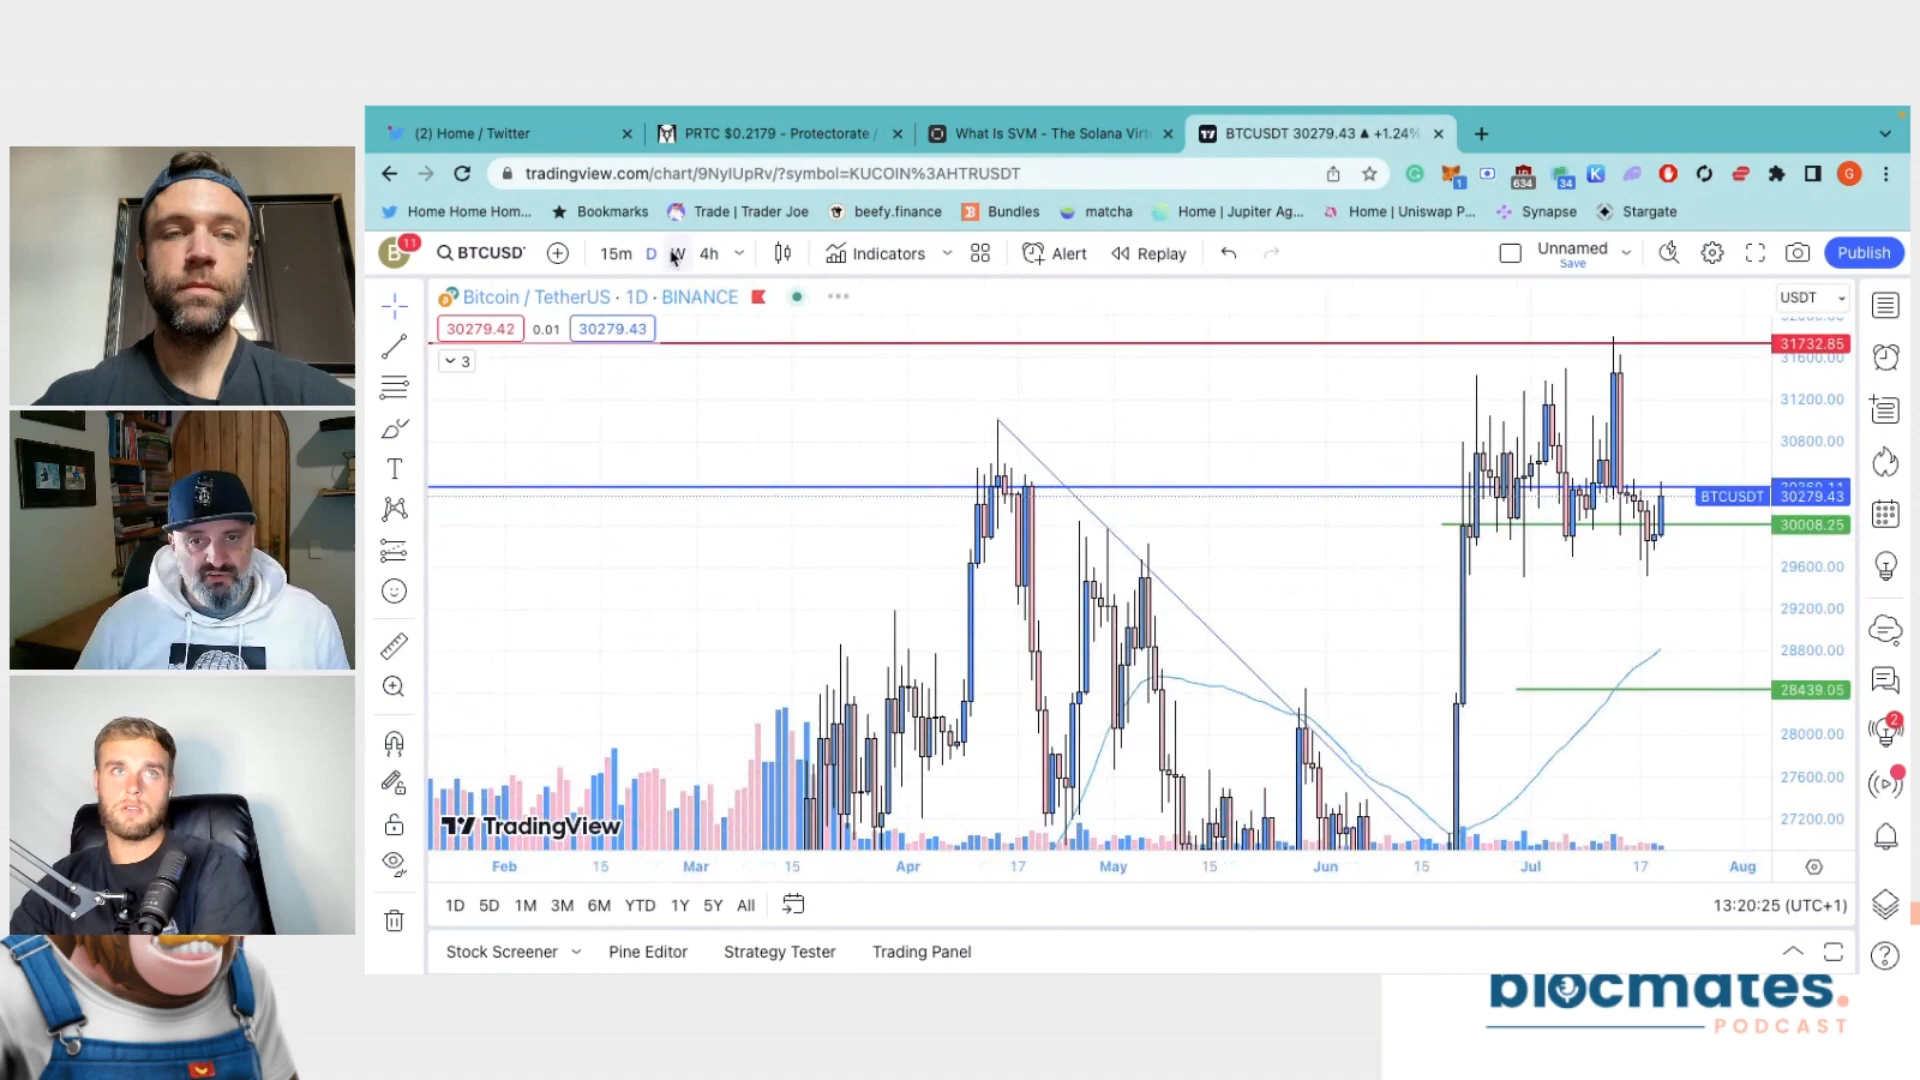 (2) Home / Twitter
PRTC $0.2179 - Protectorate /
What Is SVM - The Solana Virt
BTCUSDT 30279.43 ▲ +1.24%
tradingview.com/chart/9NylUpRv/?symbol=KUCOIN%3AHTRUSDT
1
634
34
K
G
Home Home Hom...
Bookmarks
Trade | Trader Joe
beefy.finance
Bundles
matcha
Home | Jupiter Ag...
Home | Uniswap P...
Synapse
Stargate
B
11
BTCUSD
15m
D
W
4h
Indicators
Alert
Replay
Unnamed
Save
Publish
Bitcoin / TetherUS · 1D · BINANCE
USDT
30279.42
0.01
30279.43
3
31732.85
31600.00
31200.00
30800.00
BTCUSDT
30279.43
30008.25
29600.00
29200.00
28800.00
28439.05
28000.00
27600.00
27200.00
2
TradingView
Feb
15
Mar
15
Apr
17
May
15
Jun
15
Jul
17
Aug
1D
5D
1M
3M
6M
YTD
1Y
5Y
All
13:20:25 (UTC+1)
Stock Screener
Pine Editor
Strategy Tester
Trading Panel
blocmates.
PODCAST